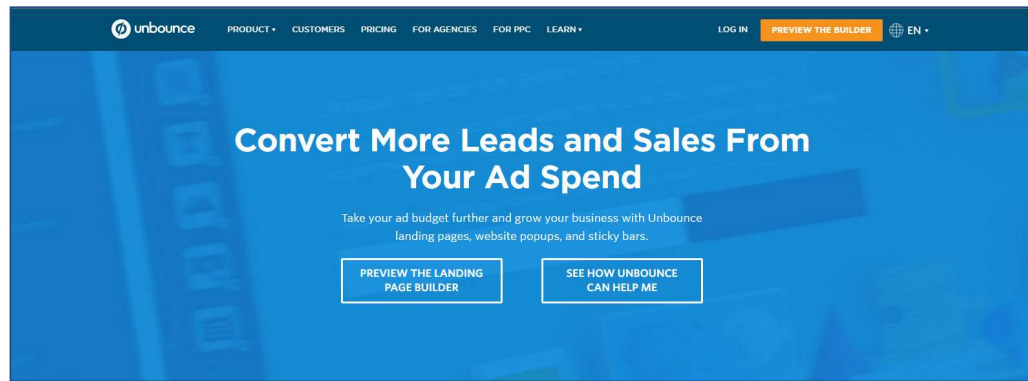 unbounce PRODUCT ▾ CUSTOMERS PRICING FOR AGENCIES FOR PPC LEARN ▾ LOG IN PREVIEW THE BUILDER EN ▾
Convert More Leads and Sales From
Your Ad Spend
Take your ad budget further and grow your business with Unbounce
landing pages, website popups, and sticky bars.
PREVIEW THE LANDING
PAGE BUILDER
SEE HOW UNBOUNCE
CAN HELP ME